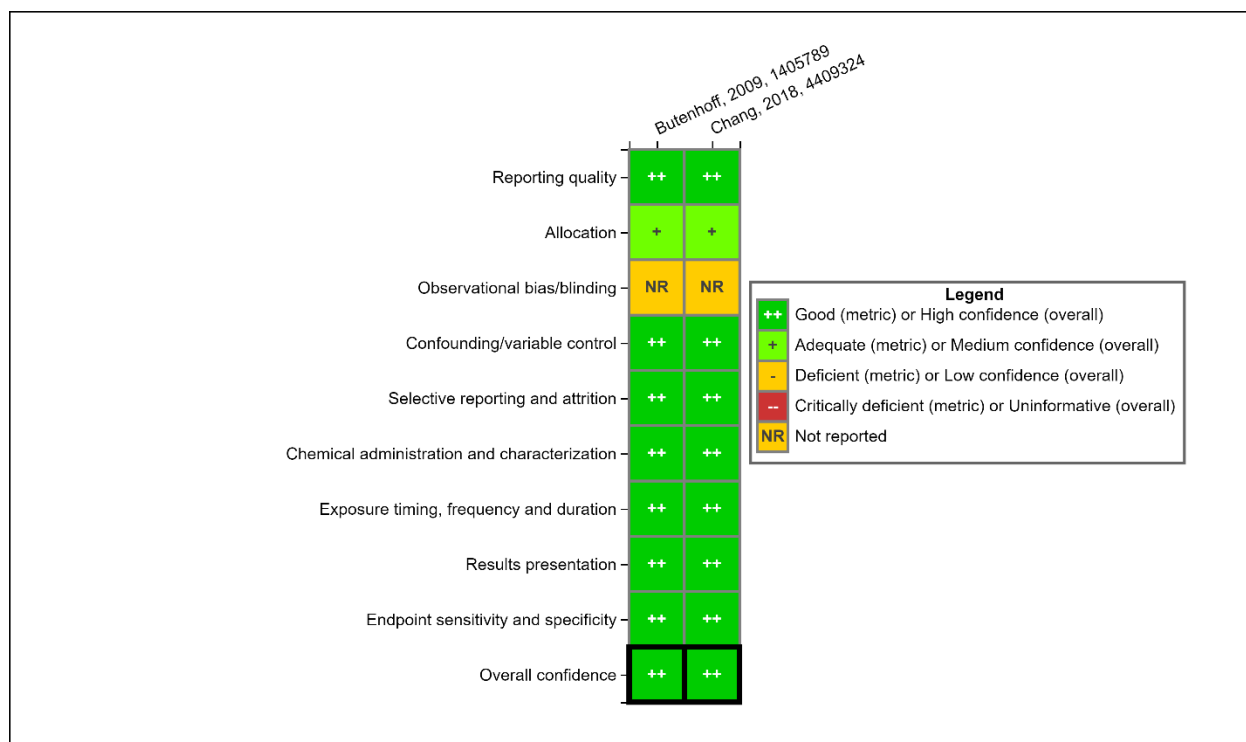 Butenhoff, 2009, 1405789
Chang, 2018, 4409324
Reporting quality ++ ++
Allocation + +
Observational bias/blinding NR NR
Confounding/variable control ++ ++
Selective reporting and attrition ++ ++
Chemical administration and characterization ++ ++
Exposure timing, frequency and duration ++ ++
Results presentation ++ ++
Endpoint sensitivity and specificity ++ ++
Overall confidence ++ ++
Legend
++ Good (metric) or High confidence (overall)
+ Adequate (metric) or Medium confidence (overall)
- Deficient (metric) or Low confidence (overall)
-- Critically deficient (metric) or Uninformative (overall)
NR Not reported